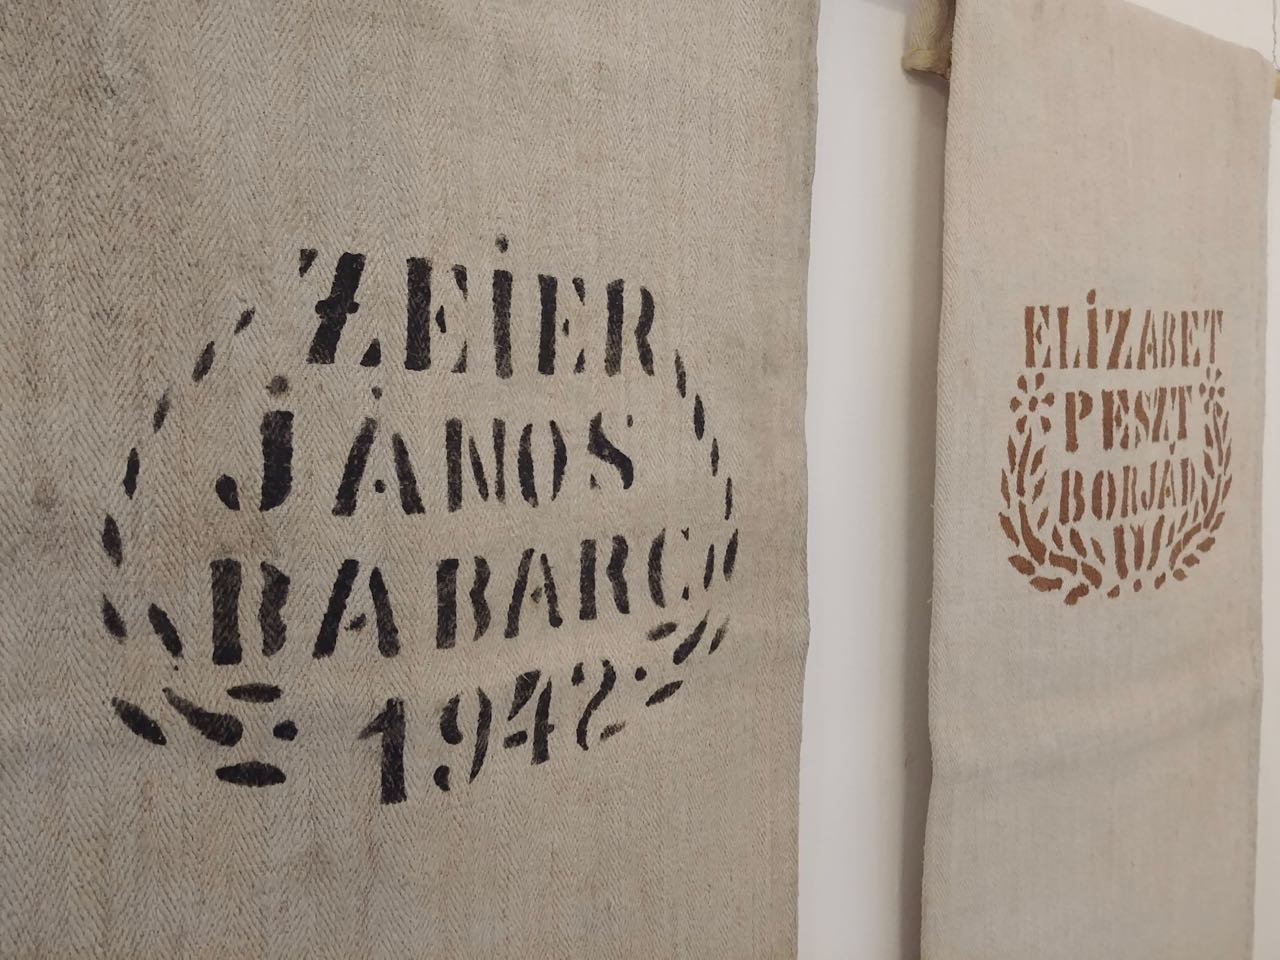 ZEİER
JÁNOS
BABARC
1942
ELİZABET
PESZT
BORJÁD